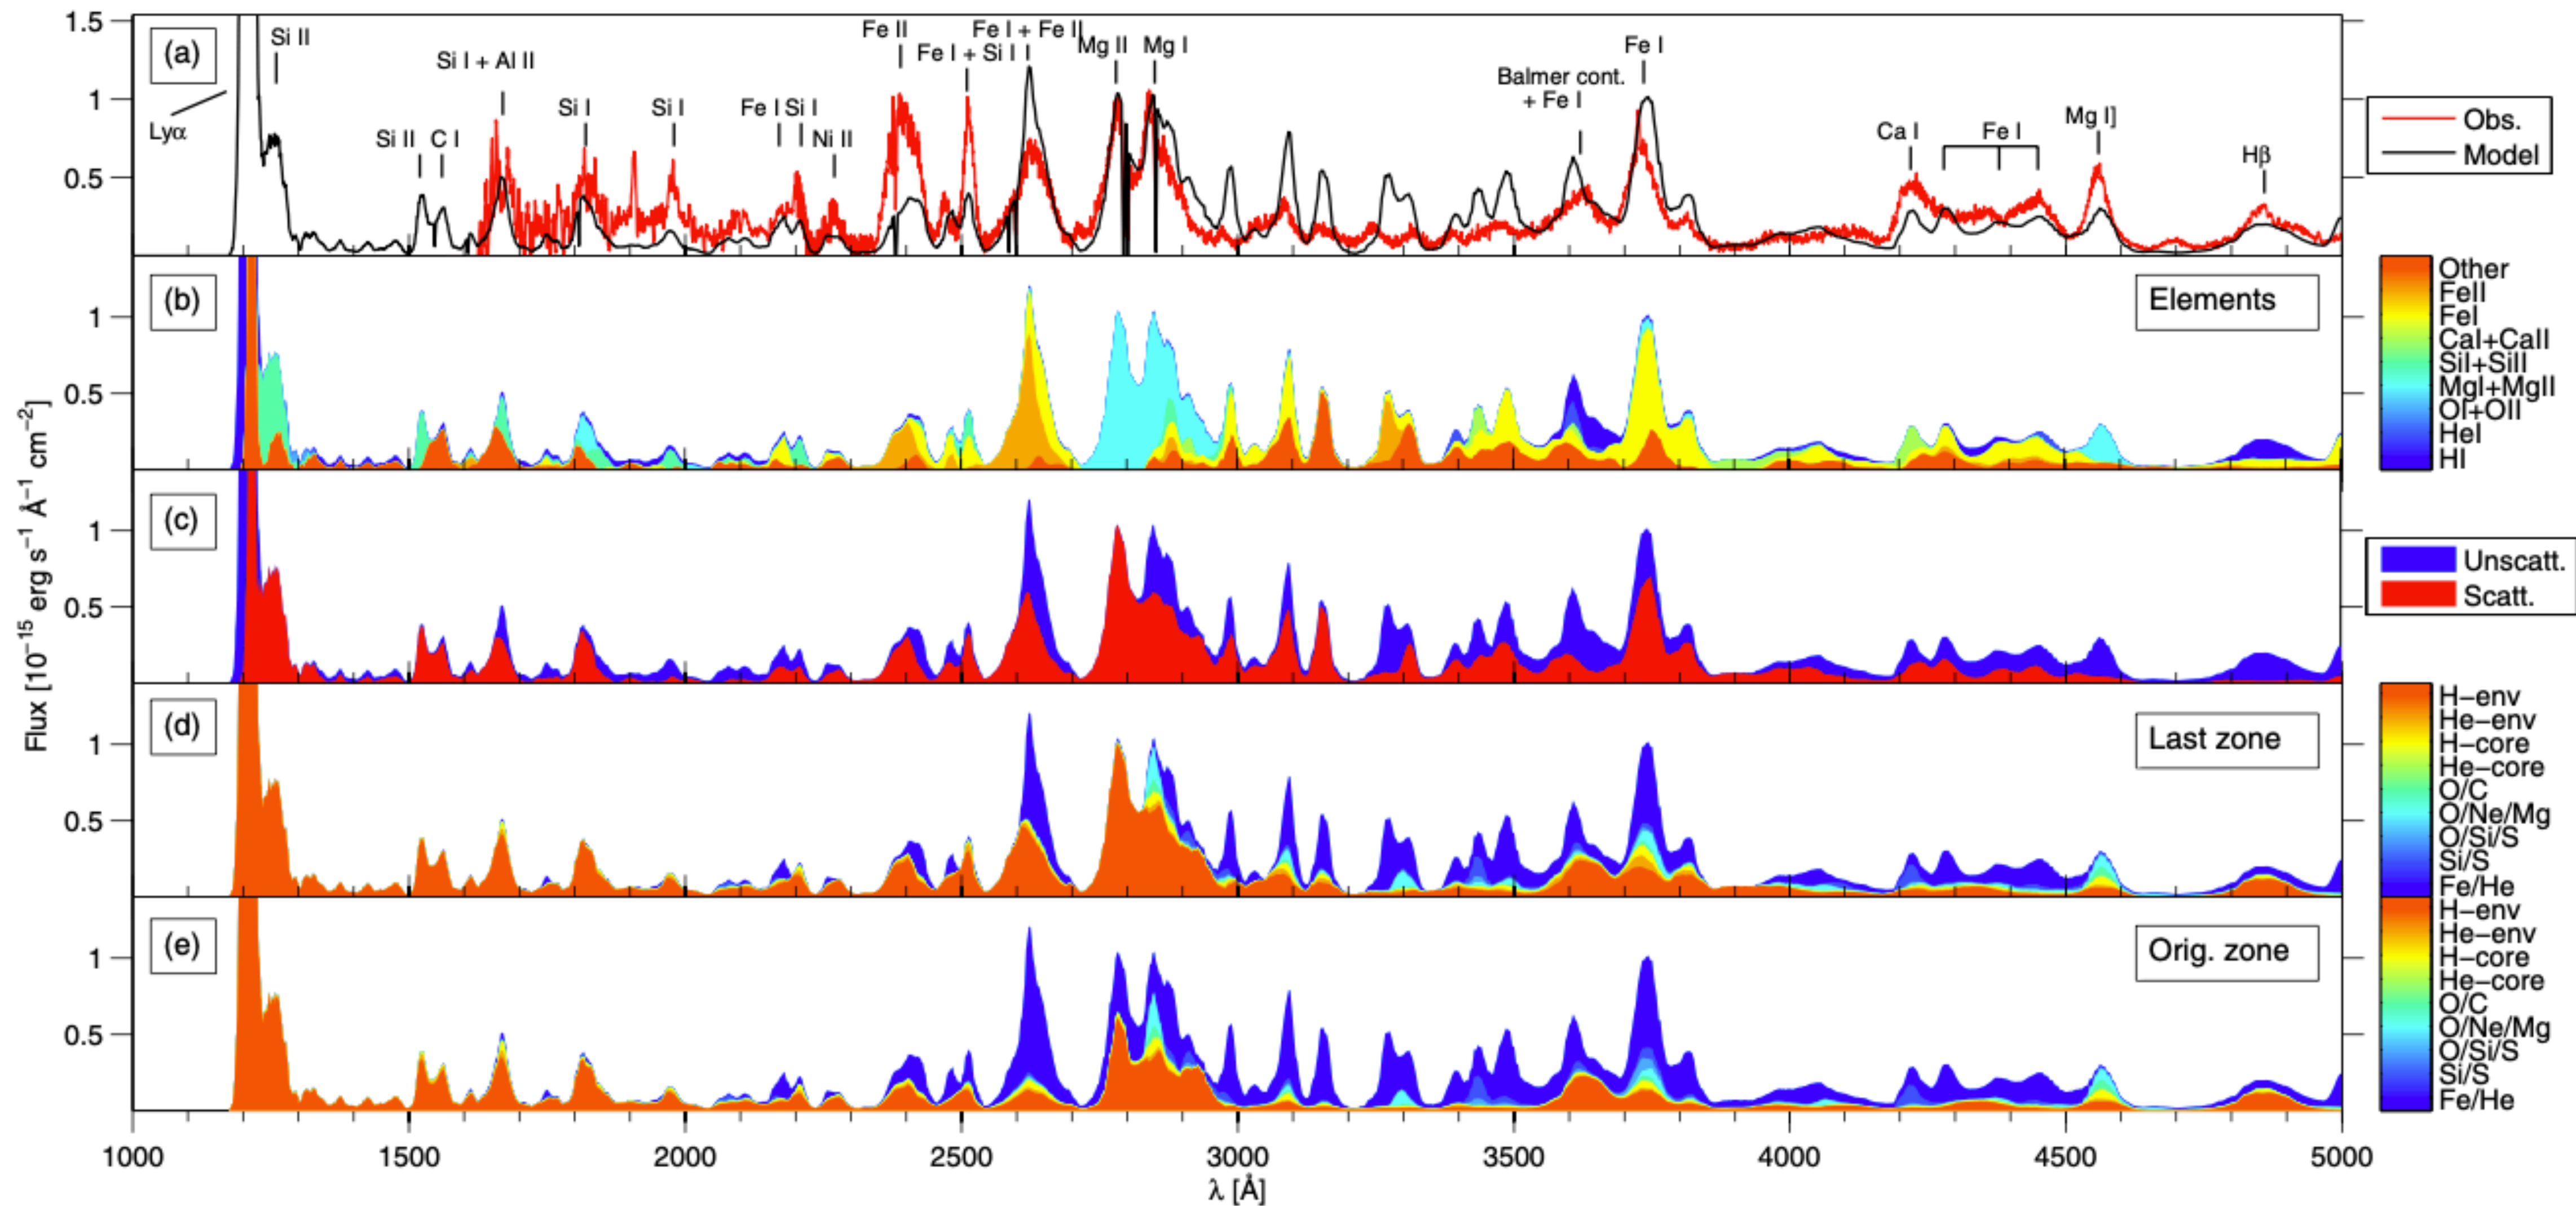 Flux [10⁻¹⁵ erg s⁻¹ Å⁻¹ cm⁻²]
1.5
1
0.5
(a)
Lyα
Si II
Si II
C I
Si I + Al II
Si I
Si I
Fe I
Si I
Ni II
Fe II
Fe I + Si I
Fe I + Fe II
Mg II
Mg I
Balmer cont.
+ Fe I
Fe I
Ca I
Fe I
Mg I]
Hβ
Obs.
Model
1
0.5
(b)
Elements
Other
FeII
FeI
CaI+CaII
SiI+SiII
MgI+MgII
OI+OII
HeI
HI
1
0.5
(c)
Unscatt.
Scatt.
1
0.5
(d)
Last zone
H−env
He−env
H−core
He−core
O/C
O/Ne/Mg
O/Si/S
Si/S
Fe/He
1
0.5
(e)
Orig. zone
H−env
He−env
H−core
He−core
O/C
O/Ne/Mg
O/Si/S
Si/S
Fe/He
1000 1500 2000 2500 3000 3500 4000 4500 5000
λ [Å]